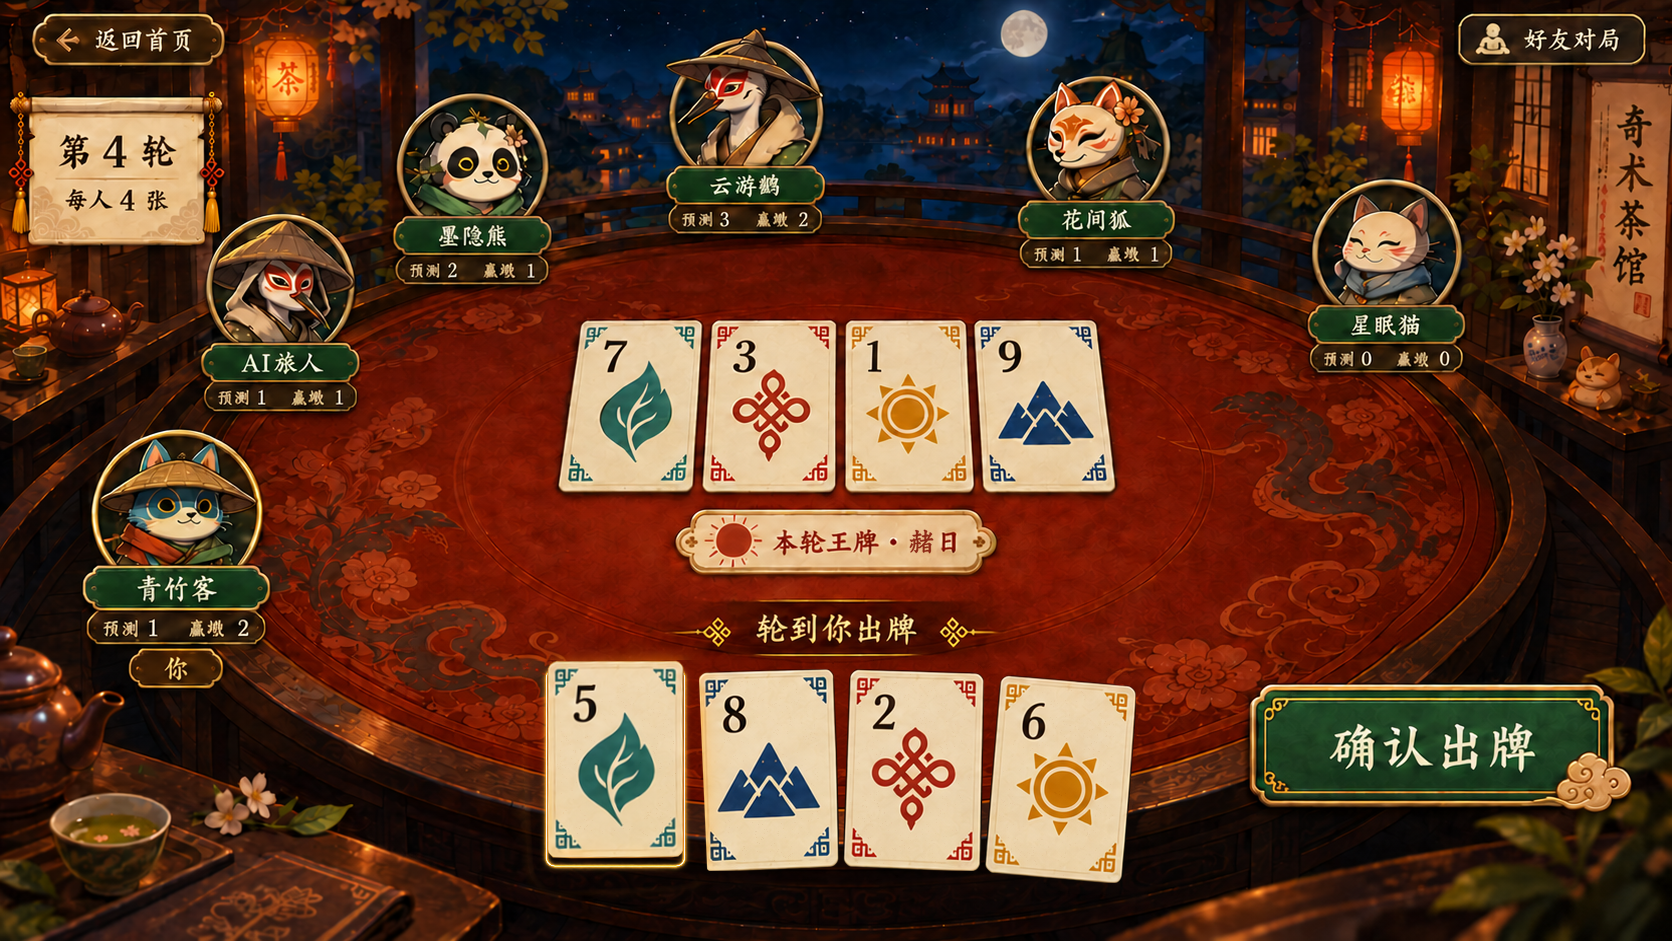 返回首页
好友对局
第4轮
每人4张
茶
奇术茶馆
云游鹤
预测 3 赢墩 2
墨隐熊
预测 2 赢墩 1
花间狐
预测 1 赢墩 1
星眠猫
预测 0 赢墩 0
AI旅人
预测 1 赢墩 1
青竹客
预测 1 赢墩 2
你
7
3
1
9
本轮王牌·赭日
轮到你出牌
5
8
2
6
确认出牌